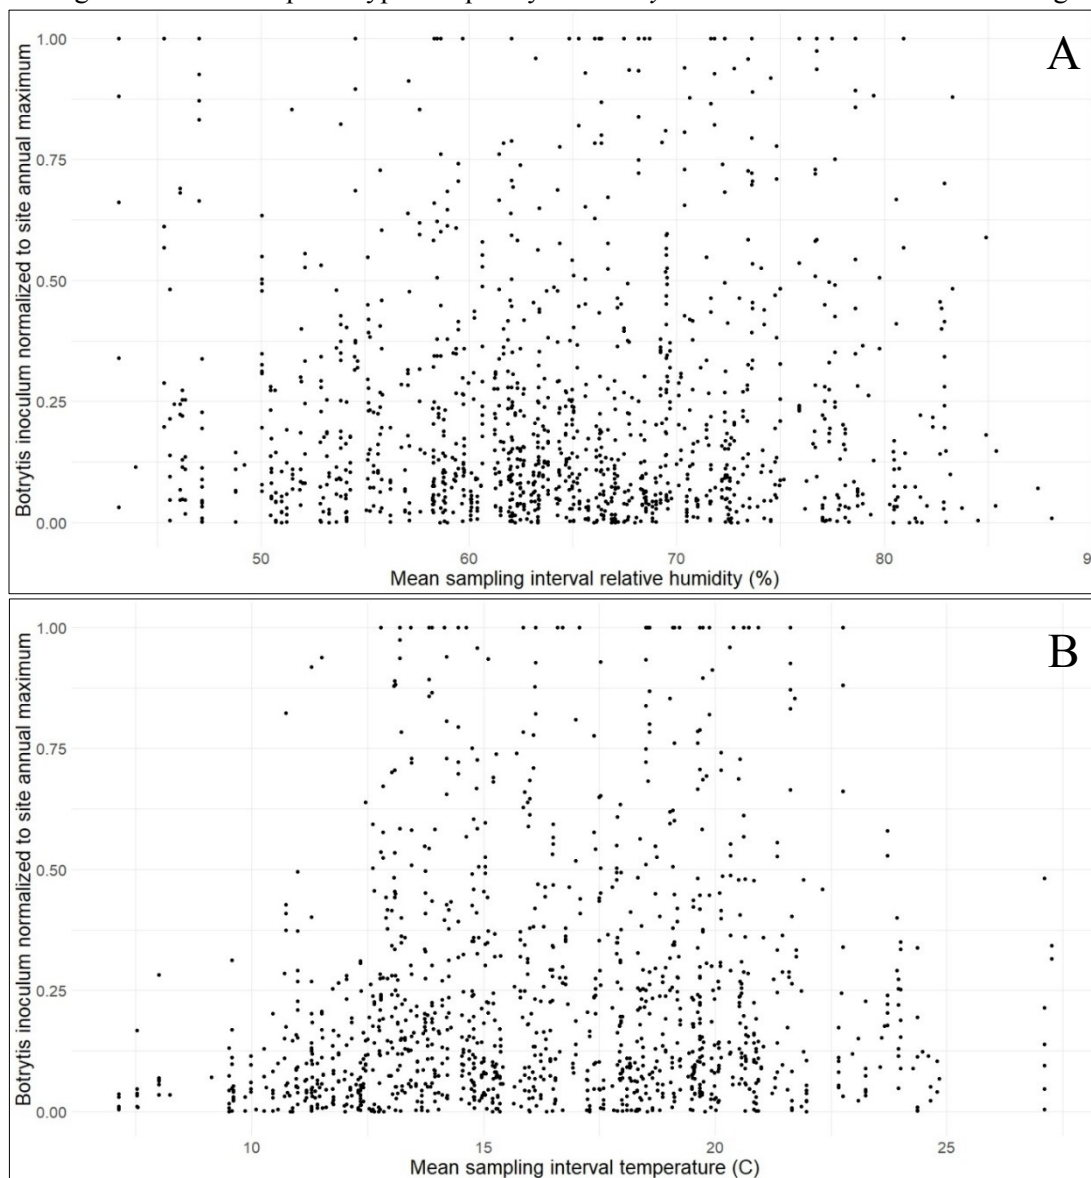 A
Botrytis inoculum normalized to site annual maximum
1.00
0.75
0.50
0.25
0.00
50 60 70 80 9
Mean sampling interval relative humidity (%)
B
Botrytis inoculum normalized to site annual maximum
1.00
0.75
0.50
0.25
0.00
10 15 20 25
Mean sampling interval temperature (C)